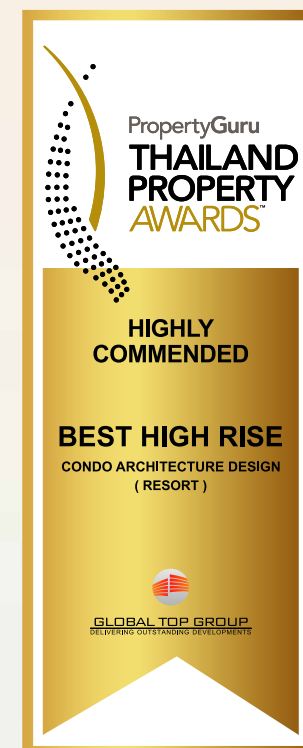 PropertyGuru
THAILAND
PROPERTY
AWARDS™
HIGHLY
COMMENDED
BEST HIGH RISE
CONDO ARCHITECTURE DESIGN
( RESORT )
GLOBAL TOP GROUP
DELIVERING OUTSTANDING DEVELOPMENTS